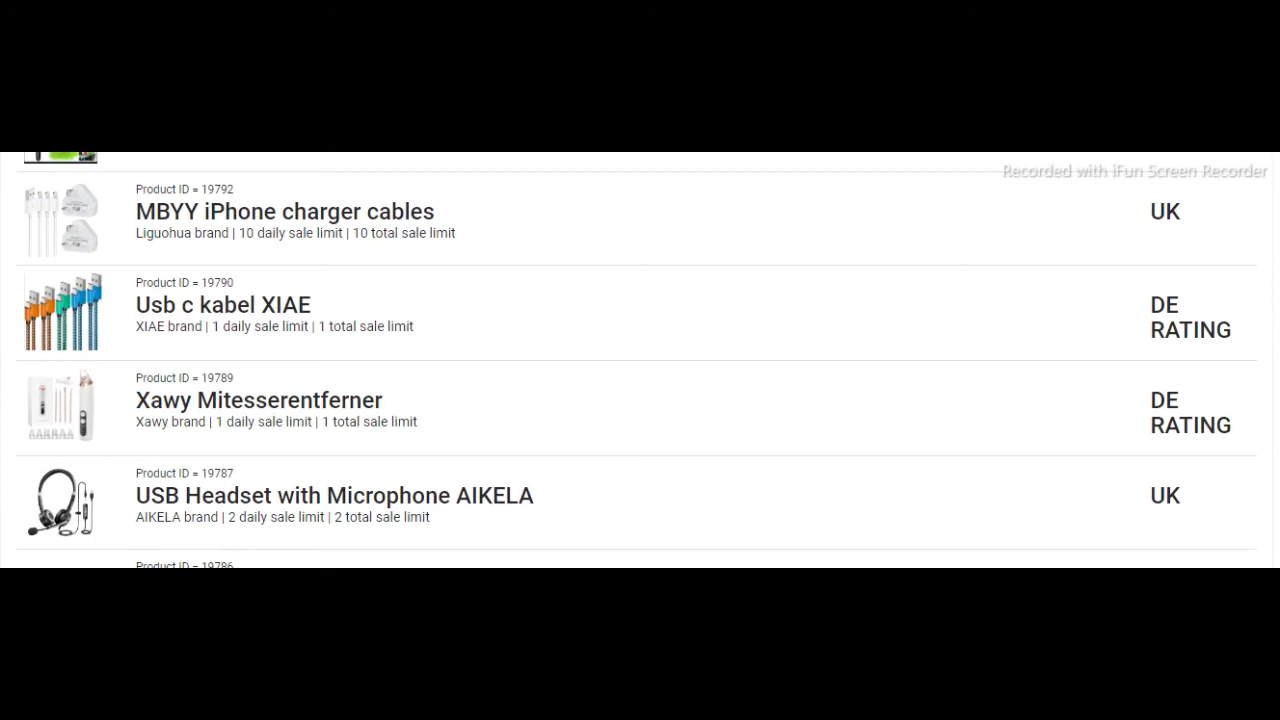 Recorded with iFun Screen Recorder
Product ID = 19792
MBYY iPhone charger cables
UK
Liguohua brand | 10 daily sale limit | 10 total sale limit
Product ID = 19790
Usb c kabel XIAE
DE
RATING
XIAE brand | 1 daily sale limit | 1 total sale limit
Product ID = 19789
Xawy Mitesserentferner
DE
RATING
Xawy brand | 1 daily sale limit | 1 total sale limit
Product ID = 19787
USB Headset with Microphone AIKELA
UK
AIKELA brand | 2 daily sale limit | 2 total sale limit
Product ID = 19786